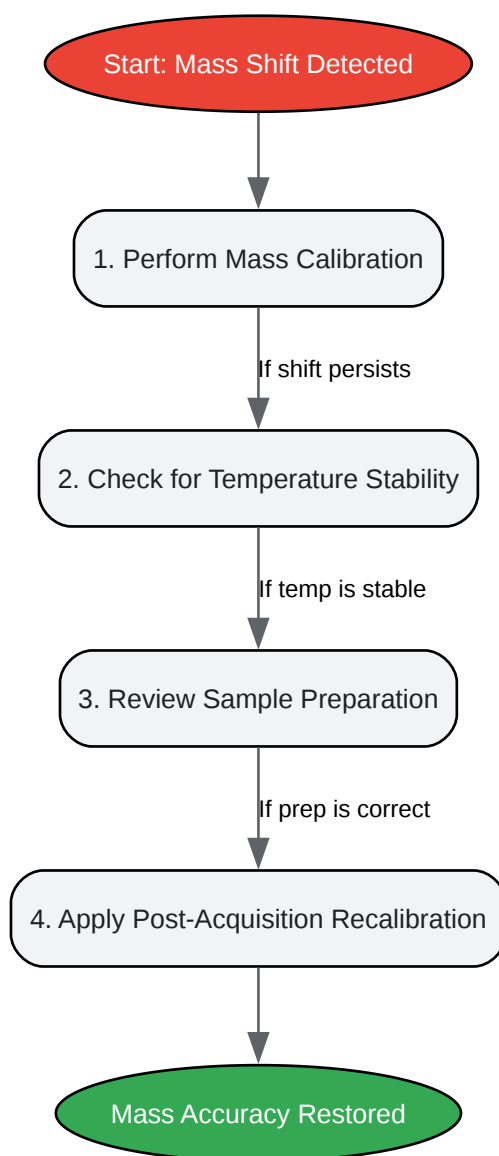 Start: Mass Shift Detected
1. Perform Mass Calibration
If shift persists
2. Check for Temperature Stability
If temp is stable
3. Review Sample Preparation
If prep is correct
4. Apply Post-Acquisition Recalibration
Mass Accuracy Restored